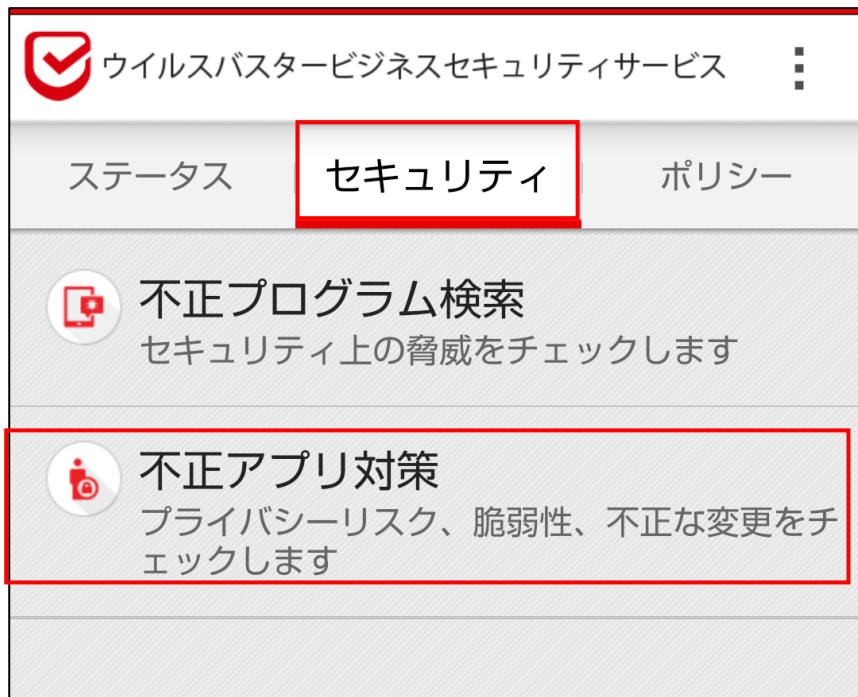 ウイルスバスタービジネスセキュリティサービス
ステータス
セキュリティ
ポリシー
不正プログラム検索
セキュリティ上の脅威をチェックします
不正アプリ対策
プライバシーリスク、脆弱性、不正な変更をチ
ェックします